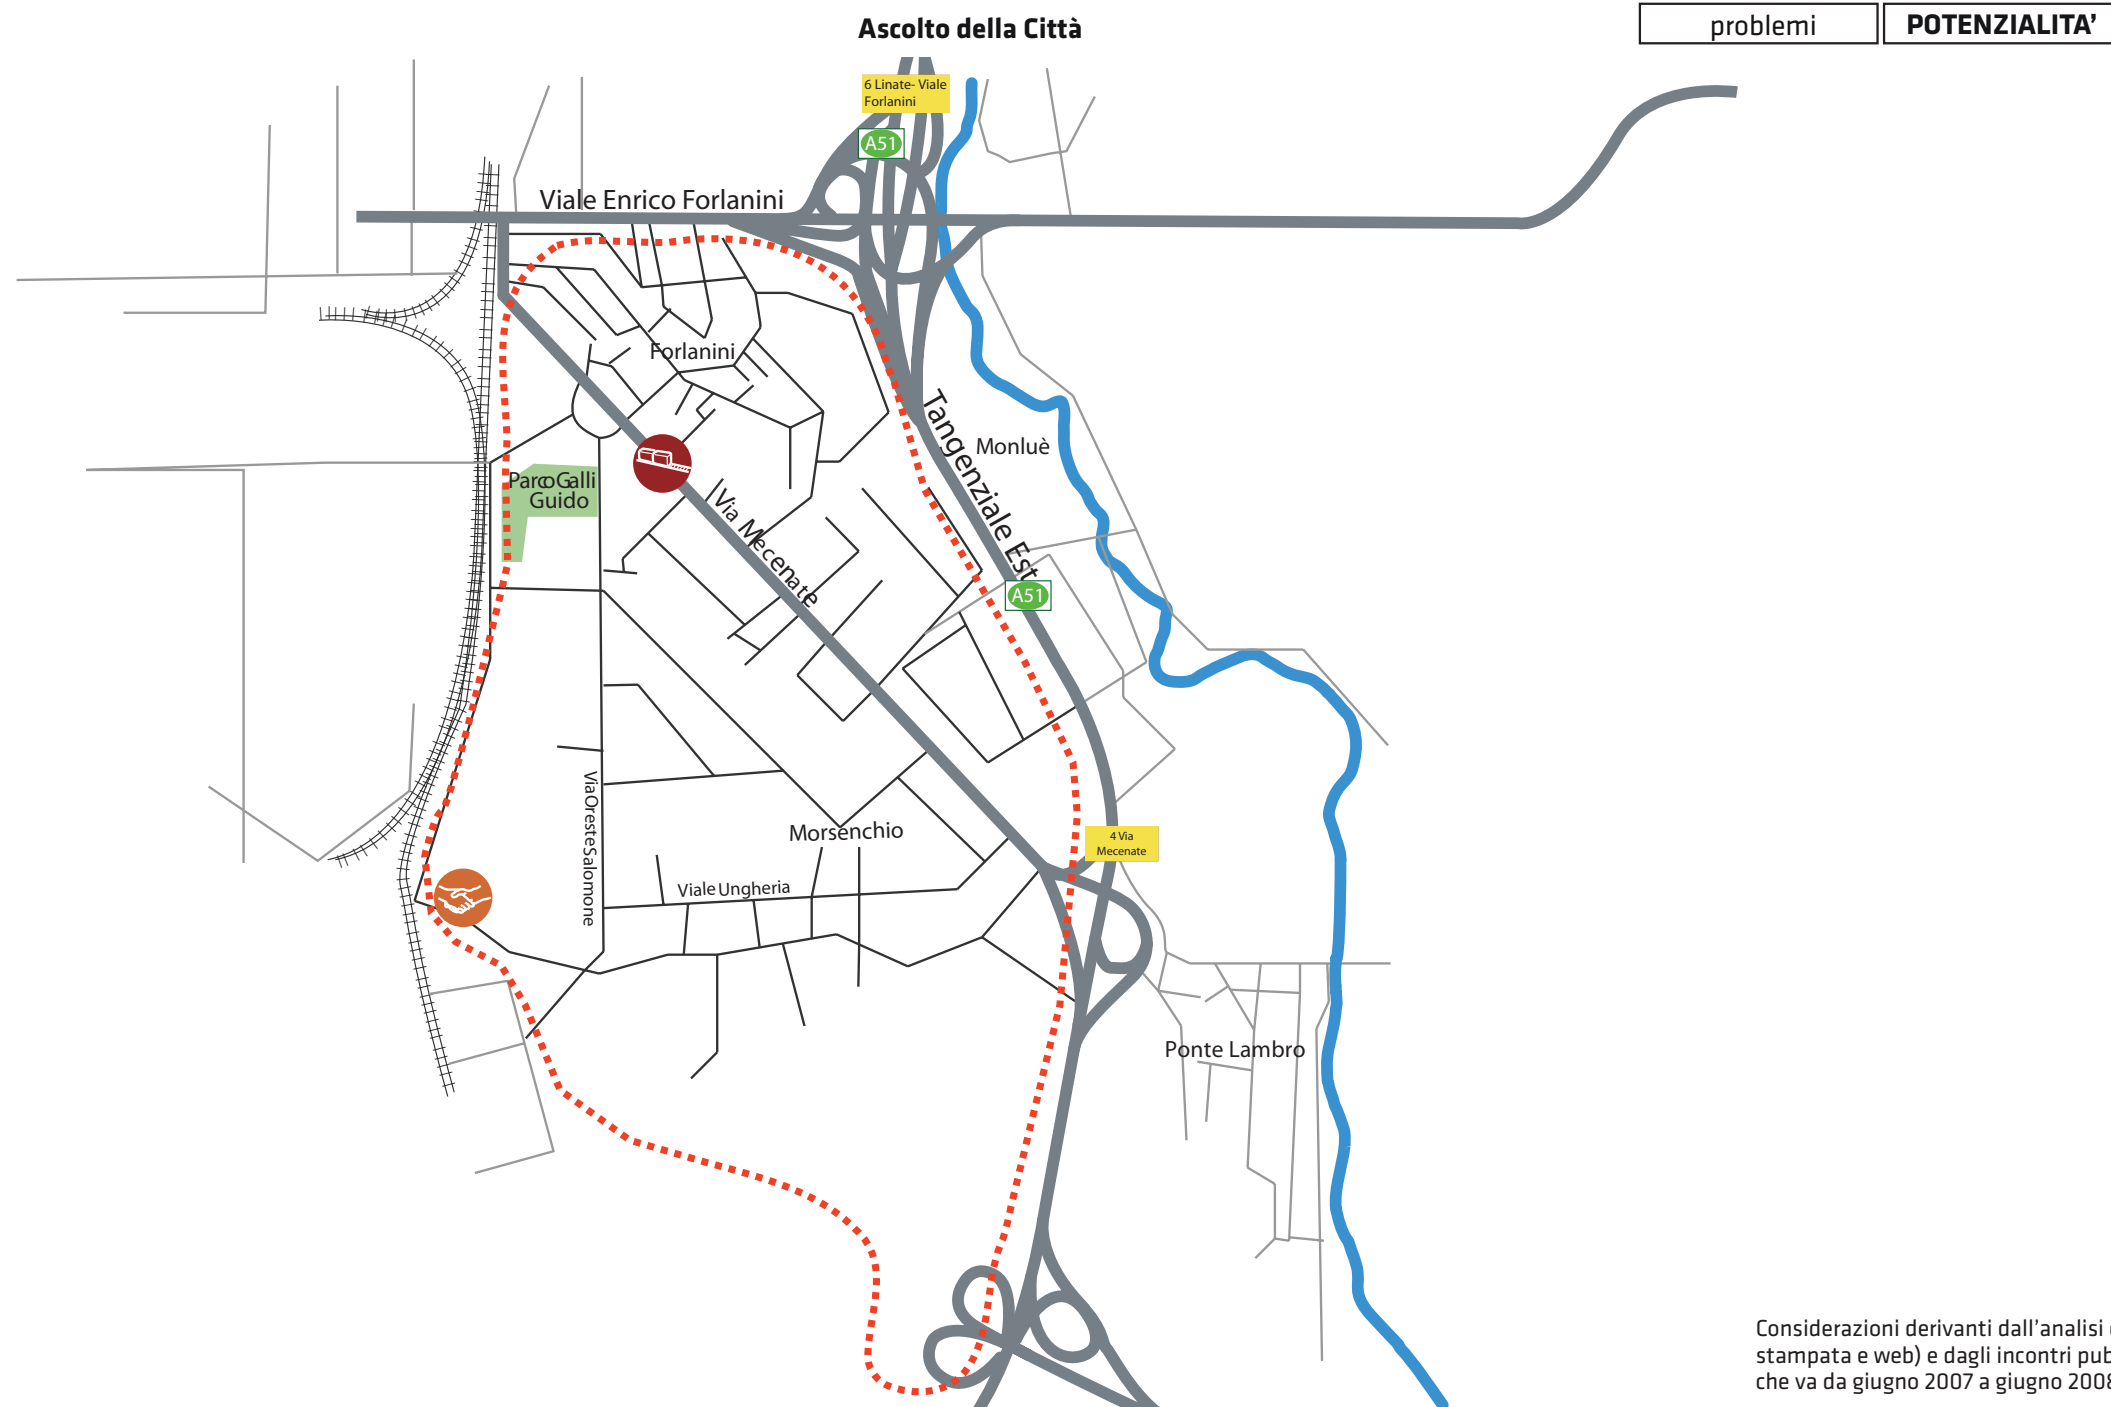 Ascolto della Città
problemi
POTENZIALITA’
6 Linate- Viale
Forlanini
A51
Viale Enrico Forlanini
Forlanini
Tangenziale Est
Monluè
Parco Galli
Guido
Via Mecenate
A51
Via Oreste Salomone
Morsenchio
4 Via
Mecenate
Viale Ungheria
Ponte Lambro
Considerazioni derivanti dall’analisi
stampata e web) e dagli incontri pub
che va da giugno 2007 a giugno 2008